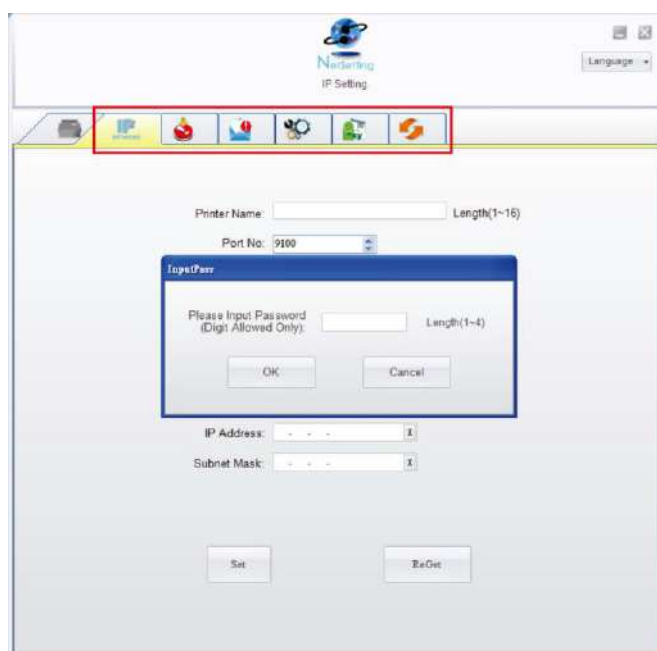 NetSetting
Language
IP Setting
IP
Printer Name:
Length(1~16)
Port No: 9100
InputPass
Please Input Password
(Digit Allowed Only):
Length(1~4)
OK
Cancel
IP Address:
X
Subnet Mask:
X
Set
ReGet